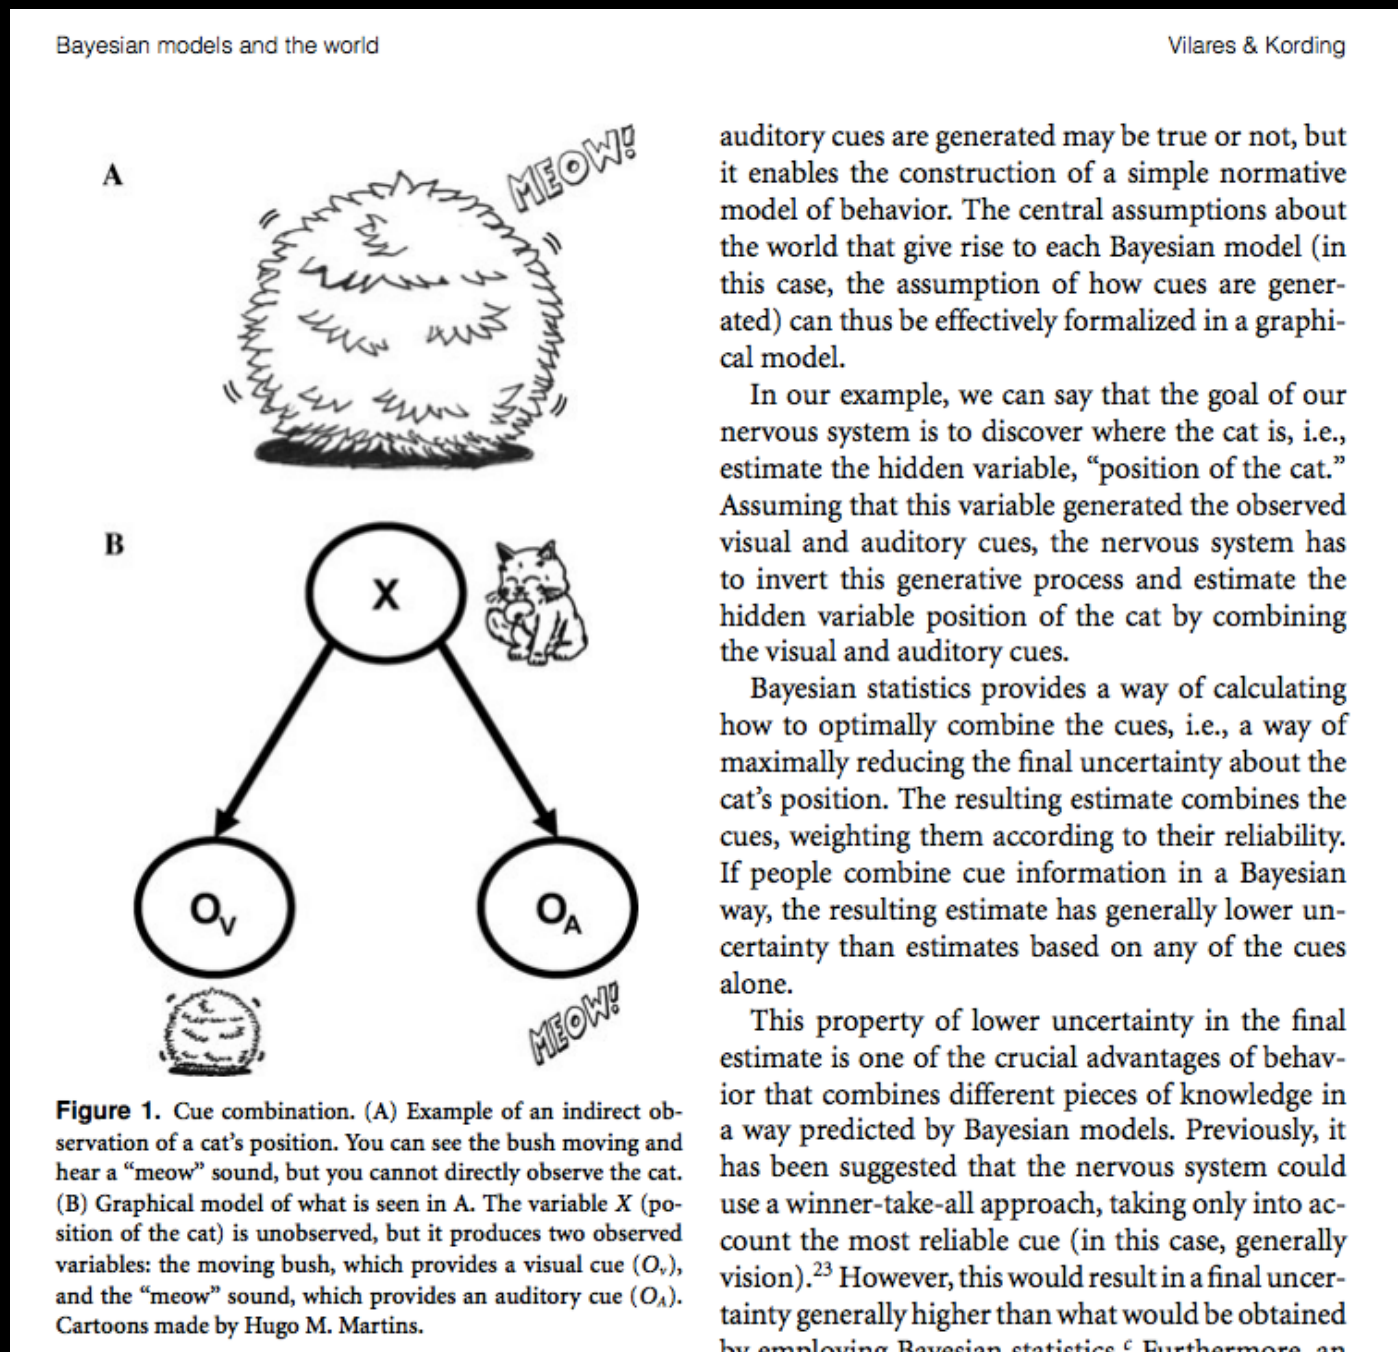 Bayesian models and the world
Vilares & Kording
A
MEOW!
B
X
OV
OA
MEOW!
Figure 1. Cue combination. (A) Example of an indirect ob-
servation of a cat's position. You can see the bush moving and
hear a "meow" sound, but you cannot directly observe the cat.
(B) Graphical model of what is seen in A. The variable X (po-
sition of the cat) is unobserved, but it produces two observed
variables: the moving bush, which provides a visual cue (Ov),
and the "meow" sound, which provides an auditory cue (OA).
Cartoons made by Hugo M. Martins.
auditory cues are generated may be true or not, but
it enables the construction of a simple normative
model of behavior. The central assumptions about
the world that give rise to each Bayesian model (in
this case, the assumption of how cues are gener-
ated) can thus be effectively formalized in a graphi-
cal model.
In our example, we can say that the goal of our
nervous system is to discover where the cat is, i.e.,
estimate the hidden variable, "position of the cat."
Assuming that this variable generated the observed
visual and auditory cues, the nervous system has
to invert this generative process and estimate the
hidden variable position of the cat by combining
the visual and auditory cues.
Bayesian statistics provides a way of calculating
how to optimally combine the cues, i.e., a way of
maximally reducing the final uncertainty about the
cat's position. The resulting estimate combines the
cues, weighting them according to their reliability.
If people combine cue information in a Bayesian
way, the resulting estimate has generally lower un-
certainty than estimates based on any of the cues
alone.
This property of lower uncertainty in the final
estimate is one of the crucial advantages of behav-
ior that combines different pieces of knowledge in
a way predicted by Bayesian models. Previously, it
has been suggested that the nervous system could
use a winner-take-all approach, taking only into ac-
count the most reliable cue (in this case, generally
vision).23 However, this would result in a final uncer-
tainty generally higher than what would be obtained
by employing Bayesian statistics.c Furthermore, an